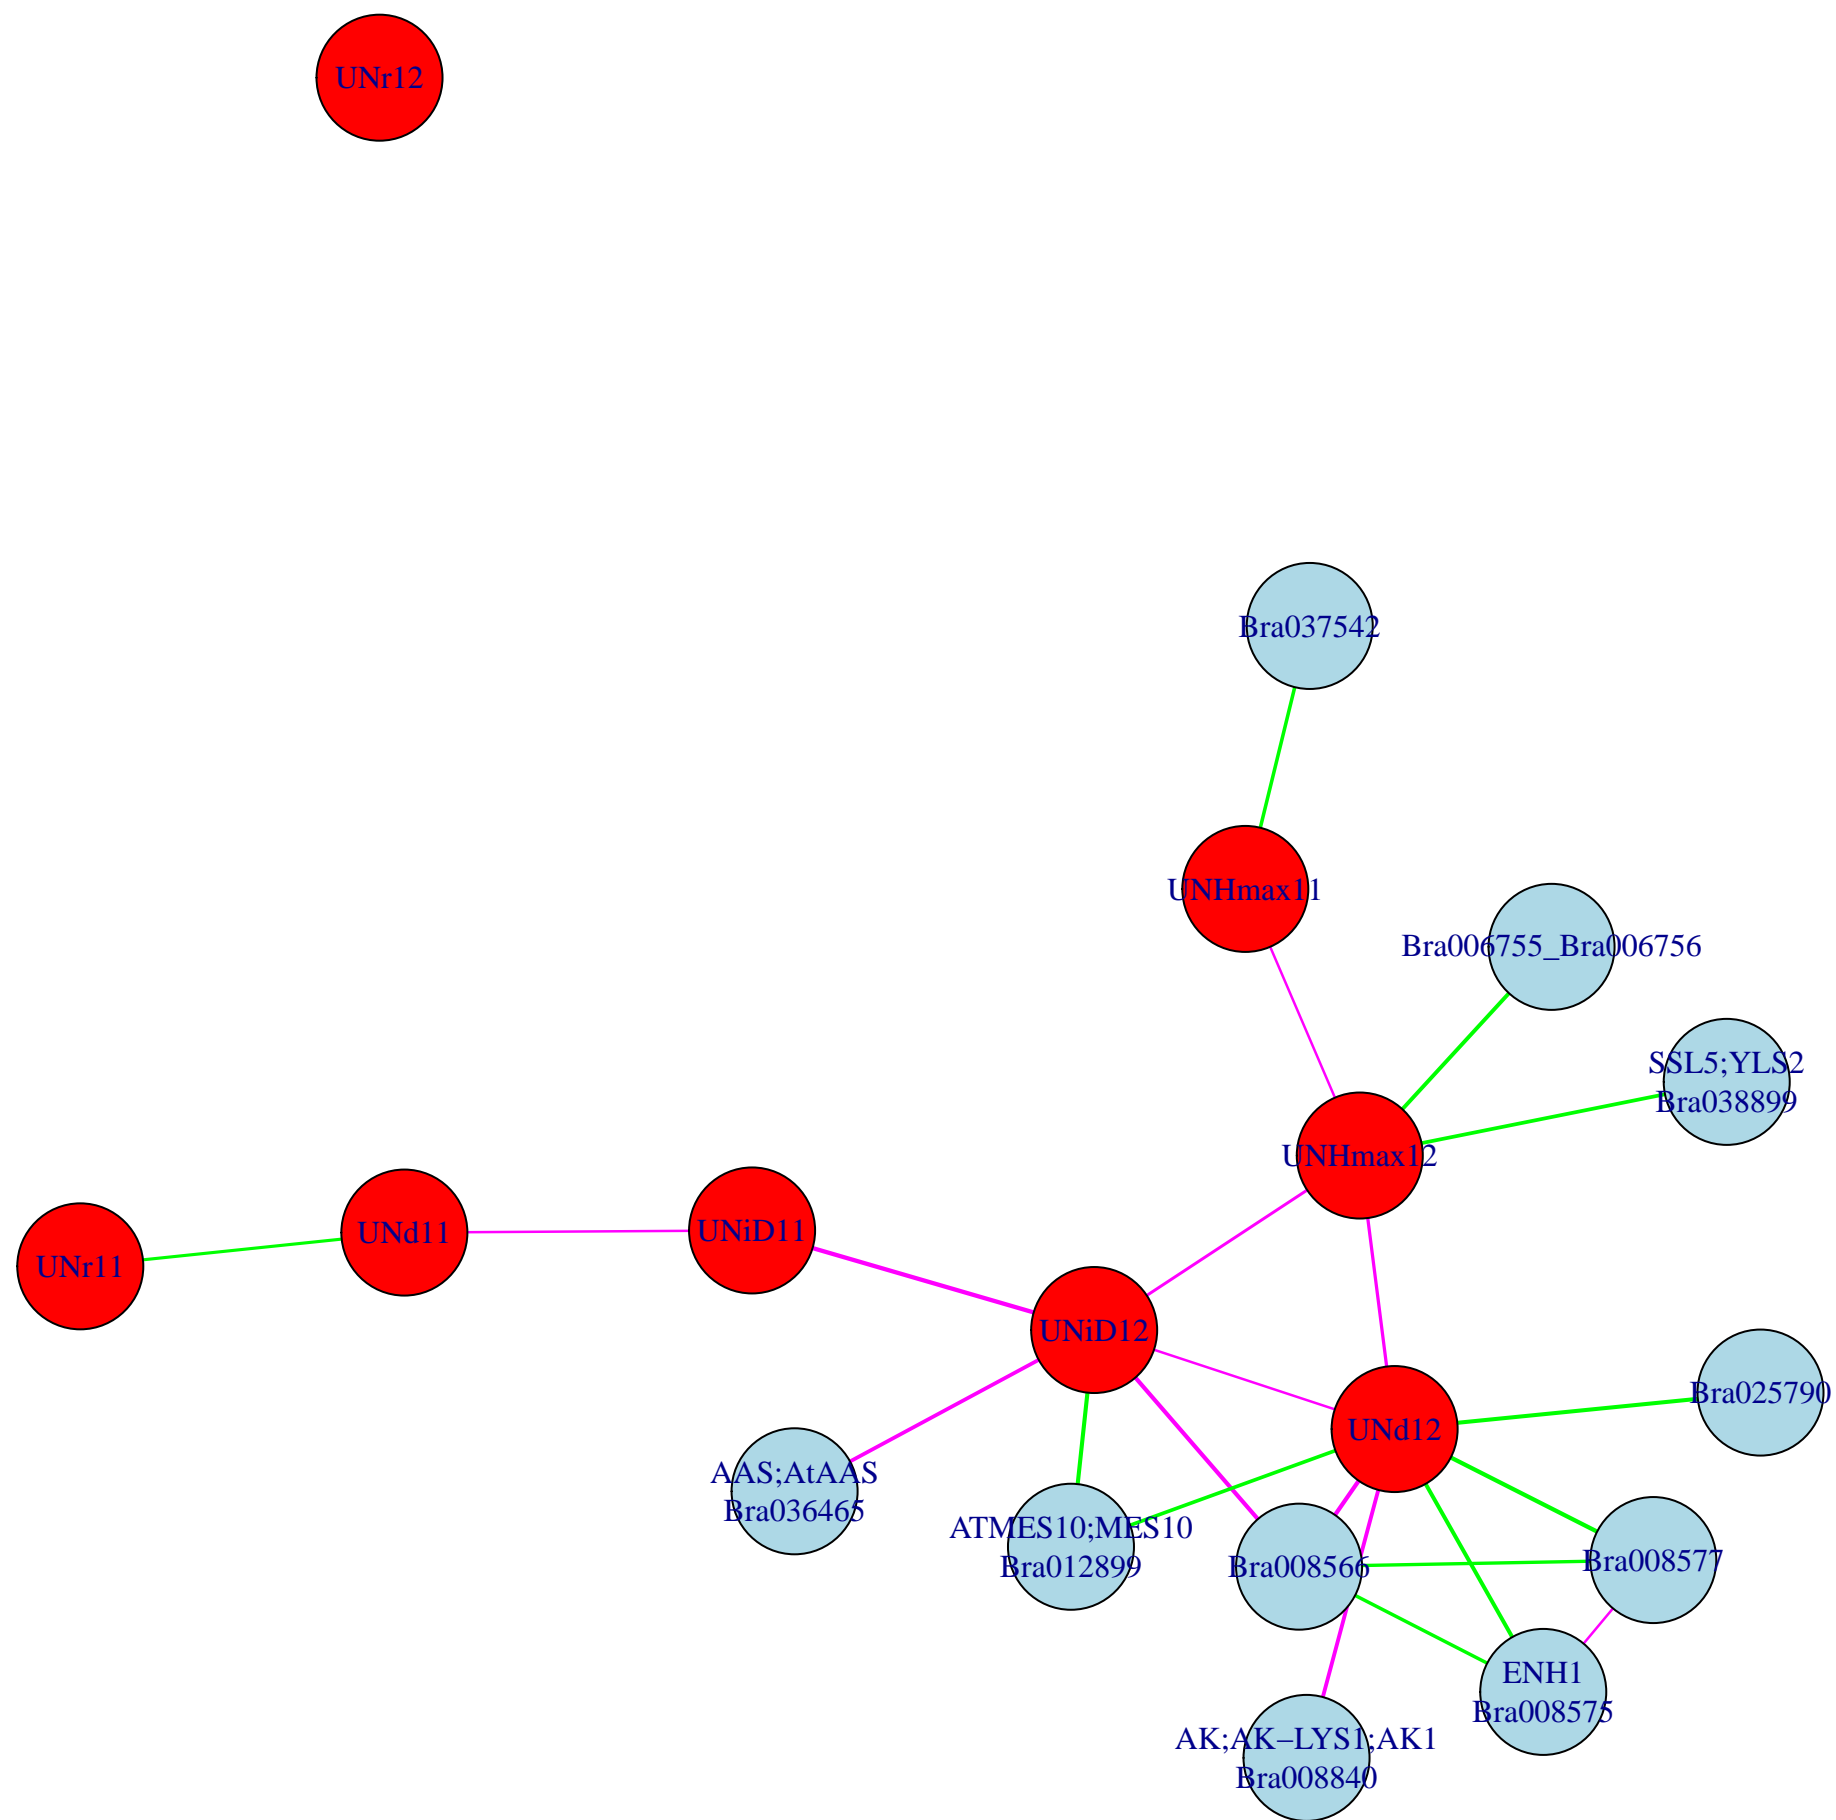 UNr12
Bra037542
UNHmax11
Bra006755_Bra006756
SSL5;YLS2
Bra038899
UNHmax12
UNd11
UNiD11
UNr11
UNiD12
Bra025790
UNd12
AAS;AtAAS
Bra036465
ATMES10;MES10
Bra012899
Bra008566
Bra008577
ENH1
Bra008575
AK;AK−LYS1;AK1
Bra008840